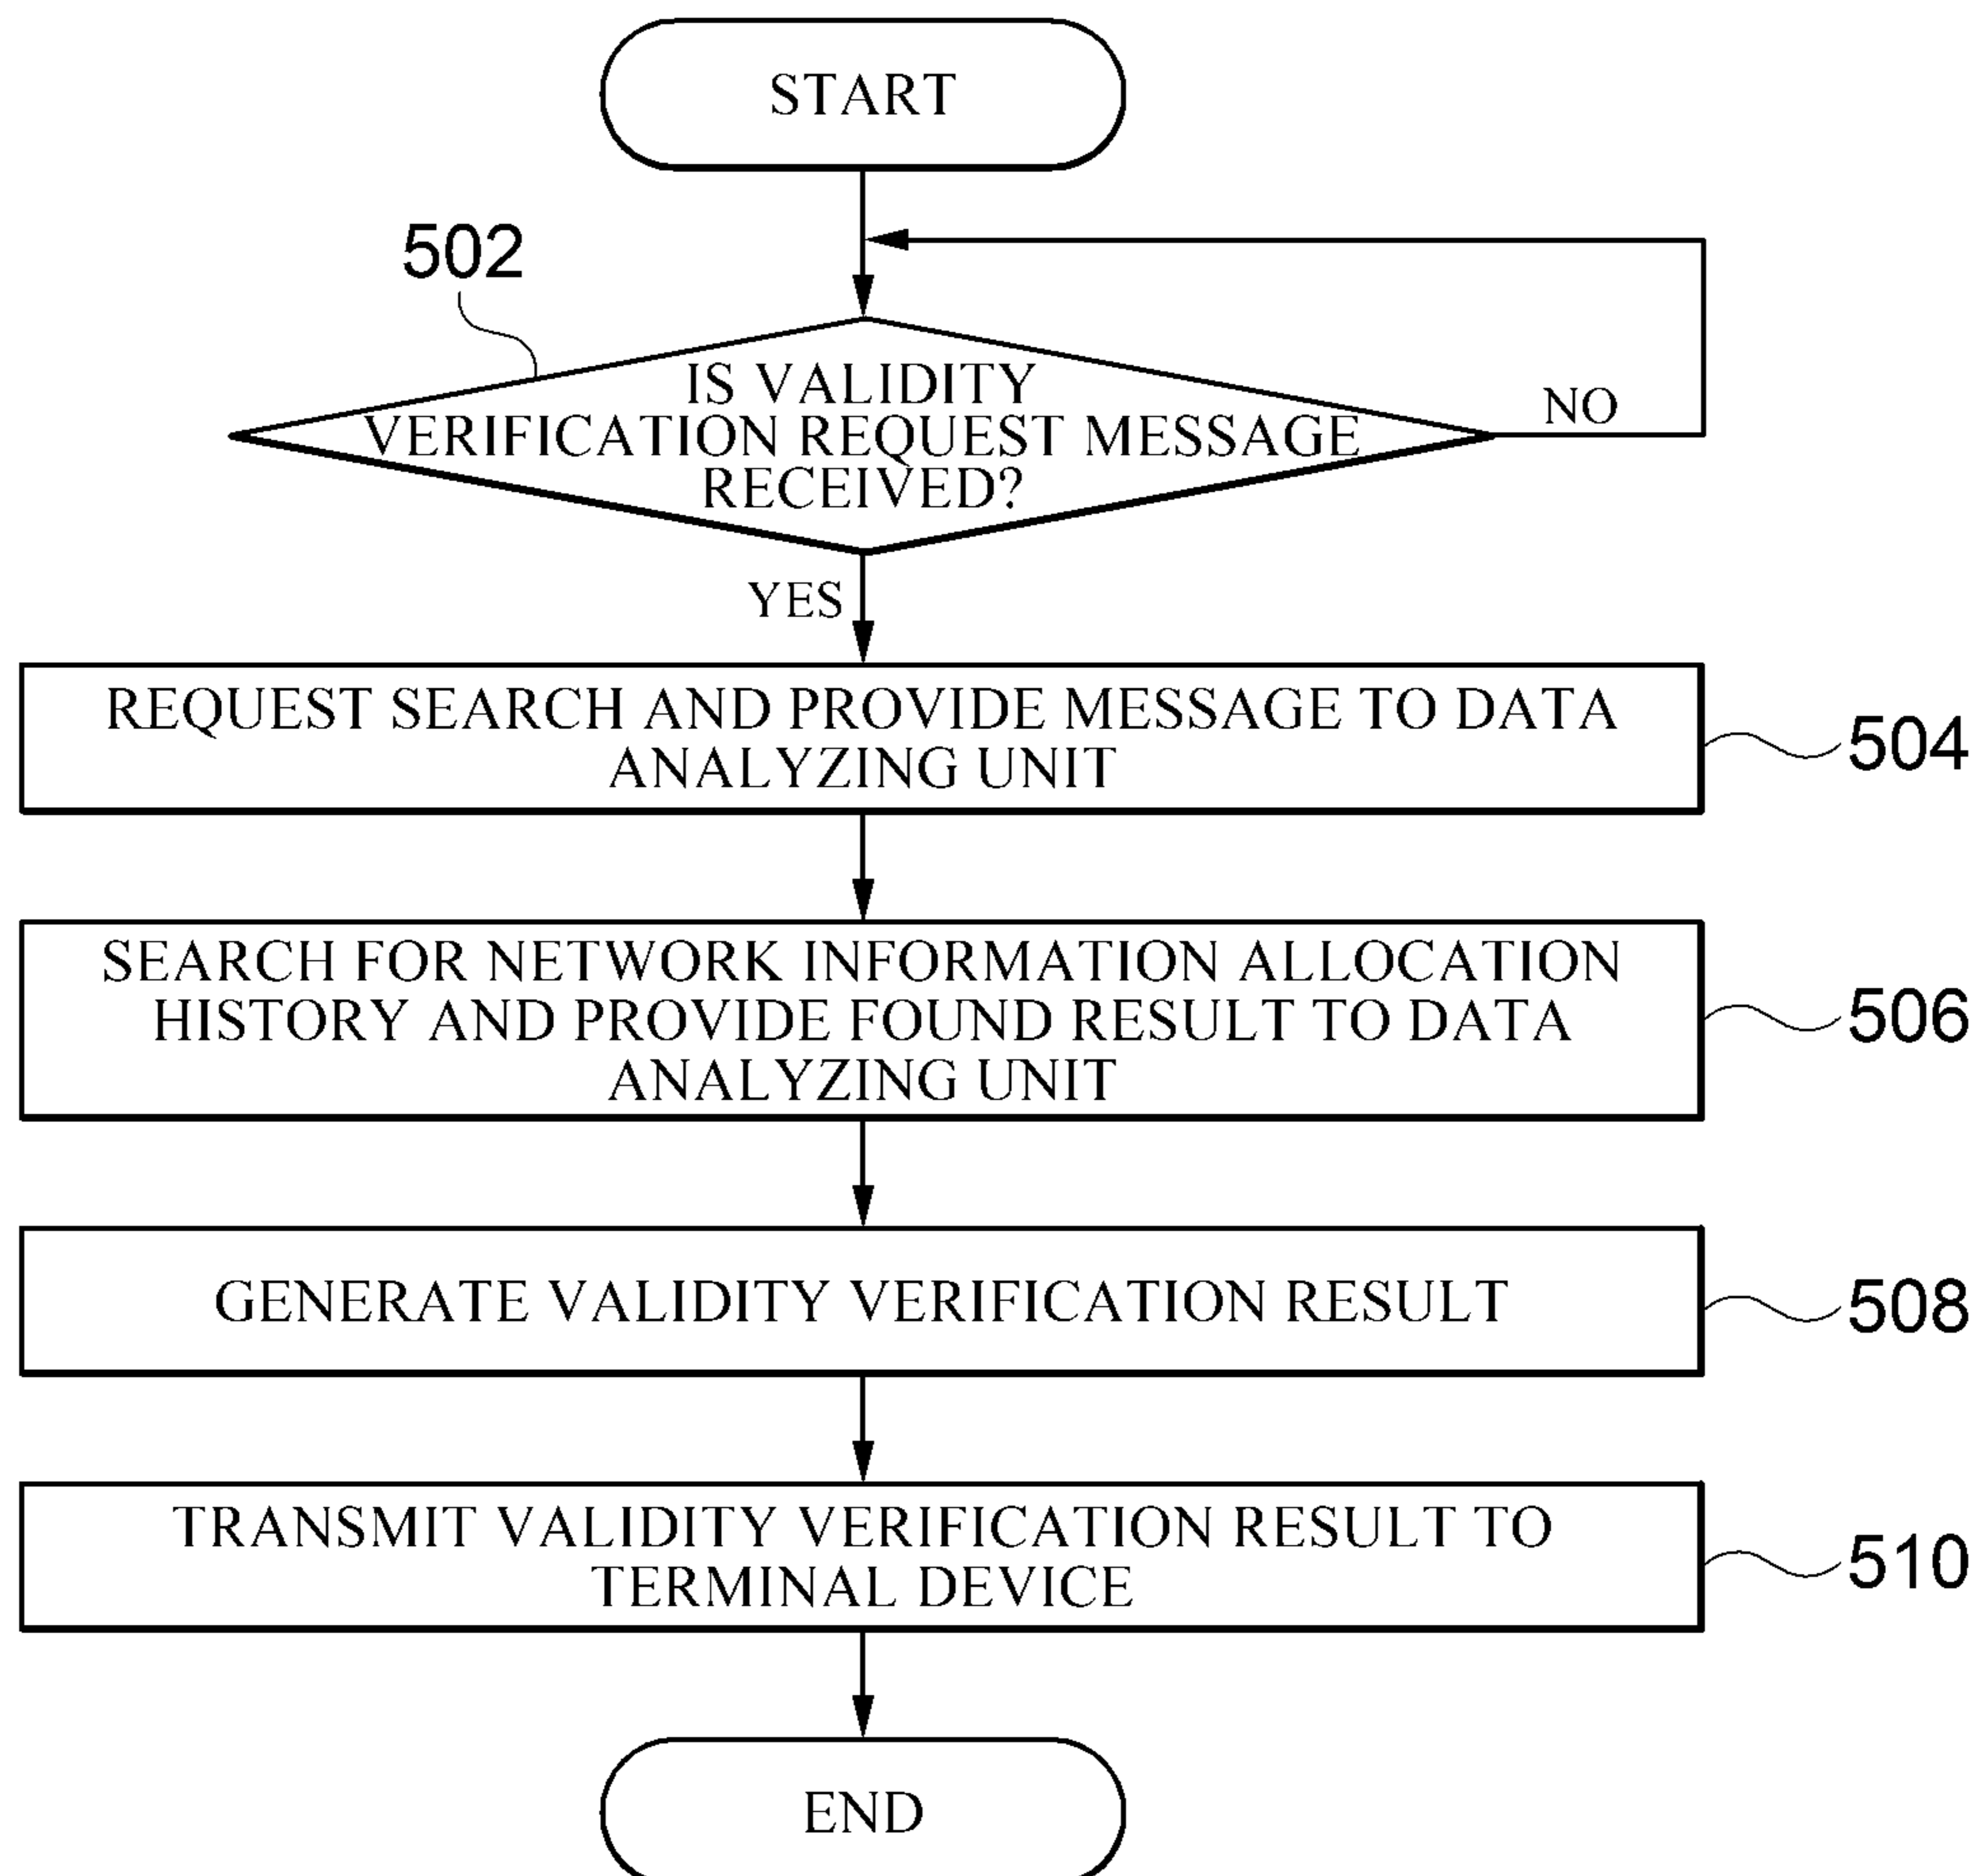 START
502
IS VALIDITY
VERIFICATION REQUEST MESSAGE
RECEIVED?
NO
YES
REQUEST SEARCH AND PROVIDE MESSAGE TO DATA
ANALYZING UNIT
504
SEARCH FOR NETWORK INFORMATION ALLOCATION
HISTORY AND PROVIDE FOUND RESULT TO DATA
ANALYZING UNIT
506
GENERATE VALIDITY VERIFICATION RESULT
508
TRANSMIT VALIDITY VERIFICATION RESULT TO
TERMINAL DEVICE
510
END